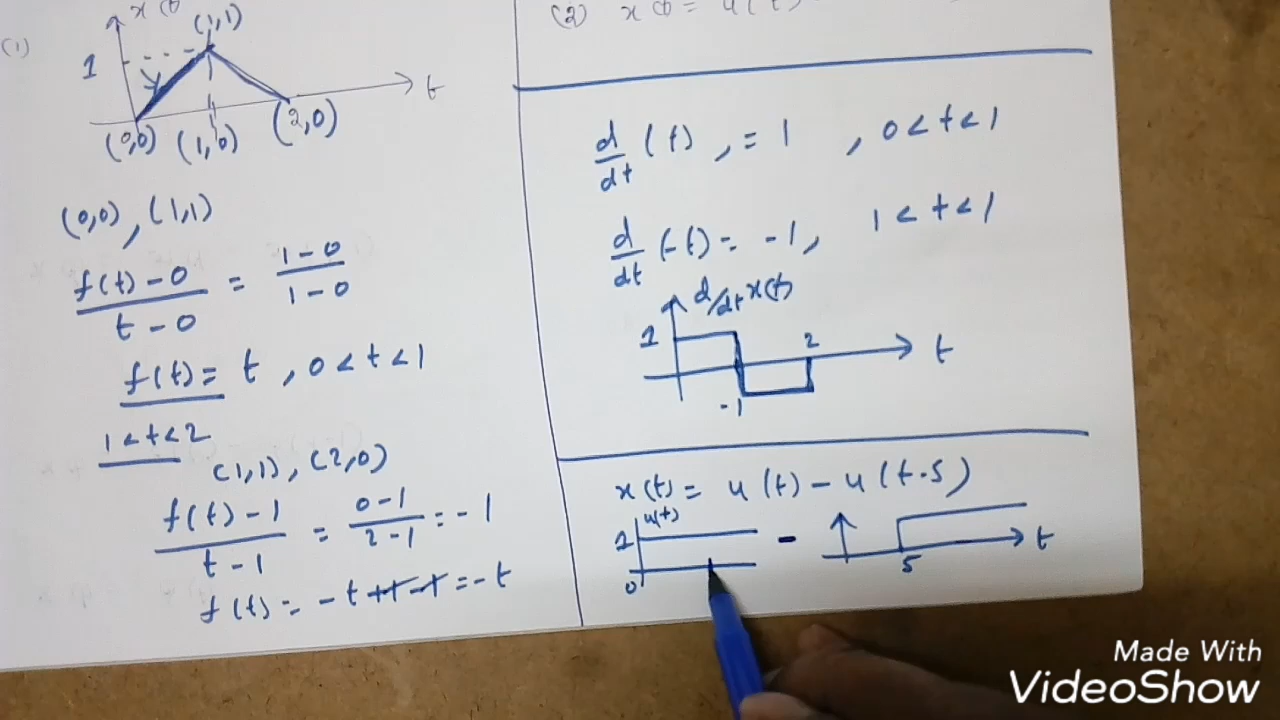 (1)
x(t)
(1,1)
1
t
(0,0) (1,0) (2,0)
(0,0), (1,1)
f(t)-0 / t-0 = 1-0 / 1-0
f(t) = t , 0<t<1
1<t<2
(1,1), (2,0)
f(t)-1 / t-1 = 0-1 / 2-1 = -1
f(t) = -t +1 -1 = -t
(2) x(t) = u(t) -
d/dt (t) , = 1 , 0<t<1
d/dt (-t) = -1, 1<t<1
d/dt x(t)
1
2
t
-1
x(t) = u(t) - u(t-5)
u(t)
1
-
t
0
5
Made With
VideoShow